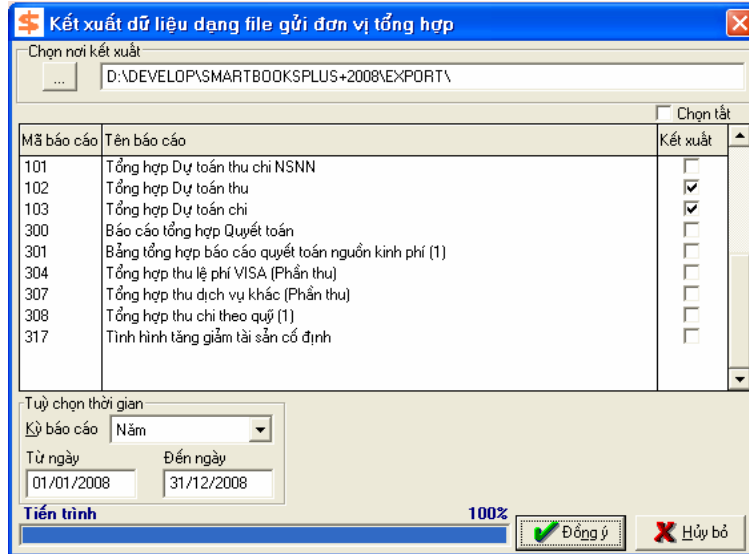 Kết xuất dữ liệu dạng file gửi đơn vị tổng hợp
Chọn nơi kết xuất
... D:\DEVELOP\SMARTBOOKSPLUS+2008\EXPORT\
Chọn tất
Mã báo cáo Tên báo cáo Kết xuất
101 Tổng hợp Dự toán thu chi NSNN
102 Tổng hợp Dự toán thu
103 Tổng hợp Dự toán chi
300 Báo cáo tổng hợp Quyết toán
301 Bảng tổng hợp báo cáo quyết toán nguồn kinh phí (1)
304 Tổng hợp thu lệ phí VISA (Phần thu)
307 Tổng hợp thu dịch vụ khác (Phần thu)
308 Tổng hợp thu chi theo quỹ (1)
317 Tình hình tăng giảm tài sản cố định
Tuỳ chọn thời gian
Kỳ báo cáo Năm
Từ ngày Đến ngày
01/01/2008 31/12/2008
Tiến trình 100%
Đồng ý Hủy bỏ